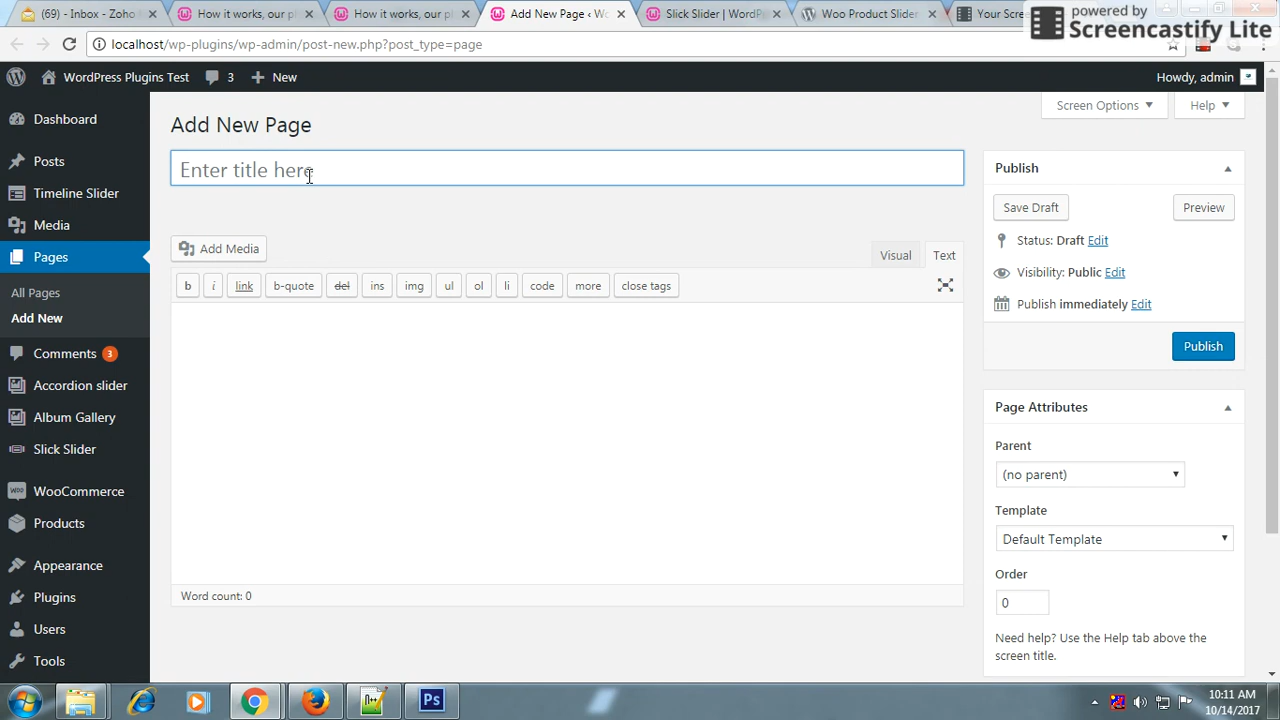 (69) - Inbox - Zoho
How it works, our pl
How it works, our pl
Add New Page ‹ Wo
Slick Slider | WordPr
Woo Product Slider
Your Scre
powered by
Screencastify Lite
localhost/wp-plugins/wp-admin/post-new.php?post_type=page
WordPress Plugins Test
3
New
Howdy, admin
Screen Options
Help
Dashboard
Posts
Timeline Slider
Media
Pages
All Pages
Add New
Comments 3
Accordion slider
Album Gallery
Slick Slider
WooCommerce
Products
Appearance
Plugins
Users
Tools
Add New Page
Enter title here
Add Media
Visual
Text
b
i
link
b-quote
del
ins
img
ul
ol
li
code
more
close tags
Word count: 0
Publish
Save Draft
Preview
Status: Draft Edit
Visibility: Public Edit
Publish immediately Edit
Publish
Page Attributes
Parent
(no parent)
Template
Default Template
Order
0
Need help? Use the Help tab above the
screen title.
Ps
10:11 AM
10/14/2017